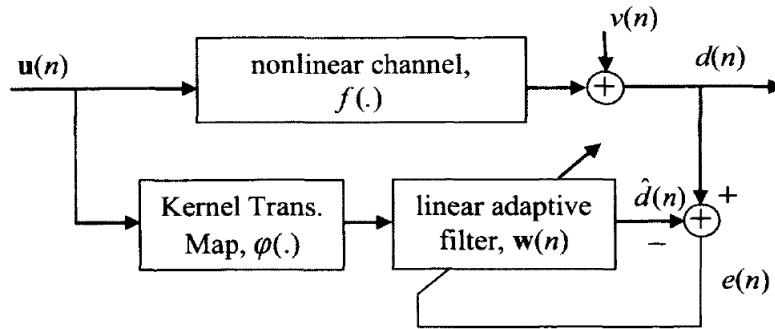 v(n)
u(n)
nonlinear channel,
f(.)
+
d(n)
Kernel Trans.
Map, φ(.)
linear adaptive
filter, w(n)
d̂(n)
+
+
−
e(n)